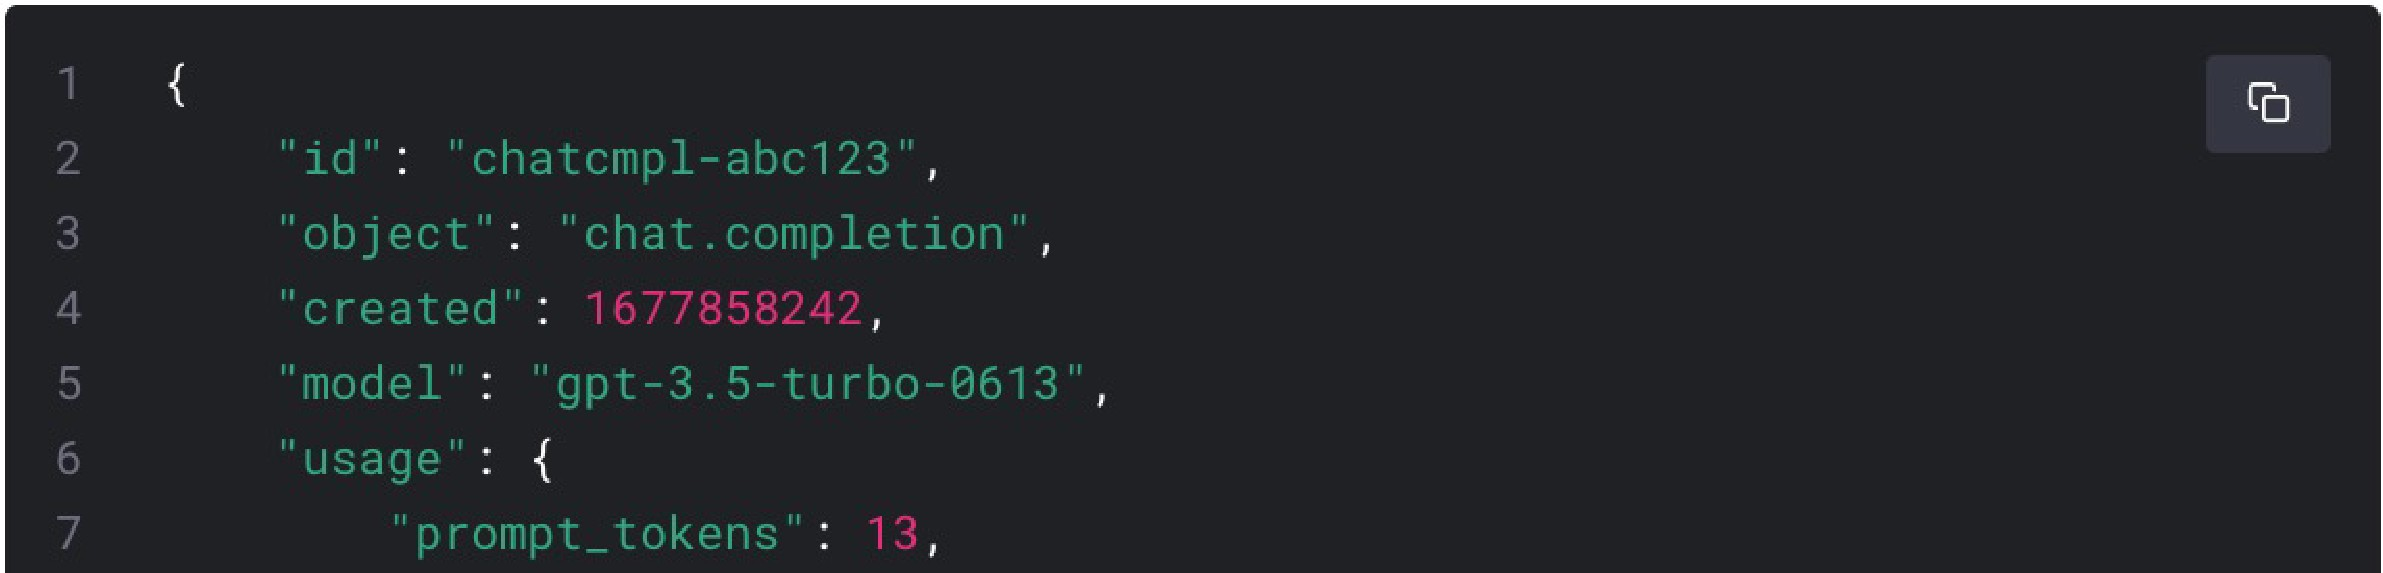 1 {
2 "id": "chatcmpl-abc123",
3 "object": "chat.completion",
4 "created": 1677858242,
5 "model": "gpt-3.5-turbo-0613",
6 "usage": {
7 "prompt_tokens": 13,